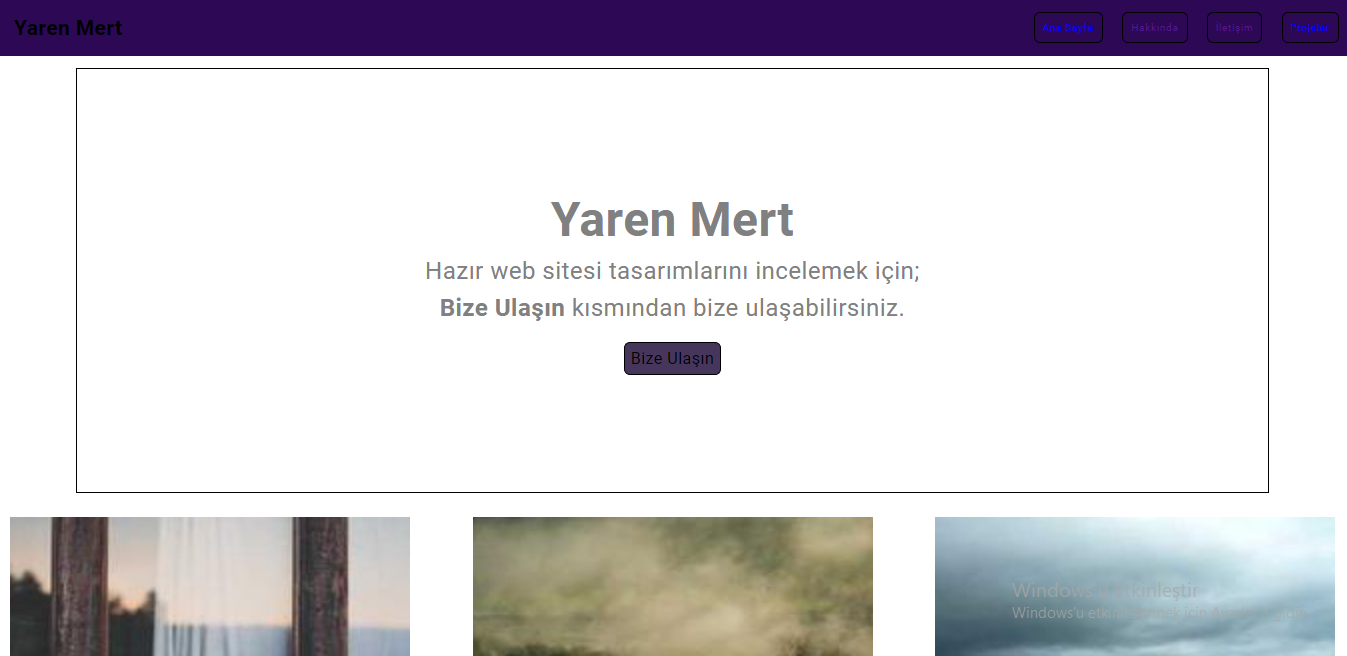 Yaren Mert
Ana Sayfa Hakkında İletişim Projeler
Yaren Mert
Hazır web sitesi tasarımlarını incelemek için;
Bize Ulaşın kısmından bize ulaşabilirsiniz.
Bize Ulaşın
Windows'u Etkinleştir
Windows'u etkinleştirmek için